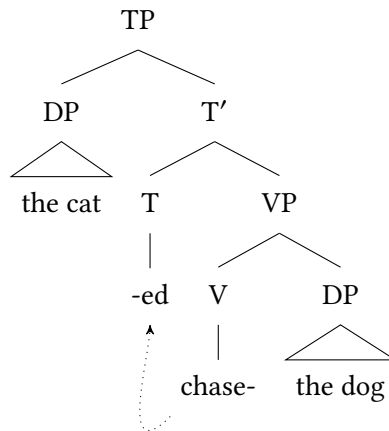 TP
DP T′
the cat T VP
-ed V DP
chase- the dog